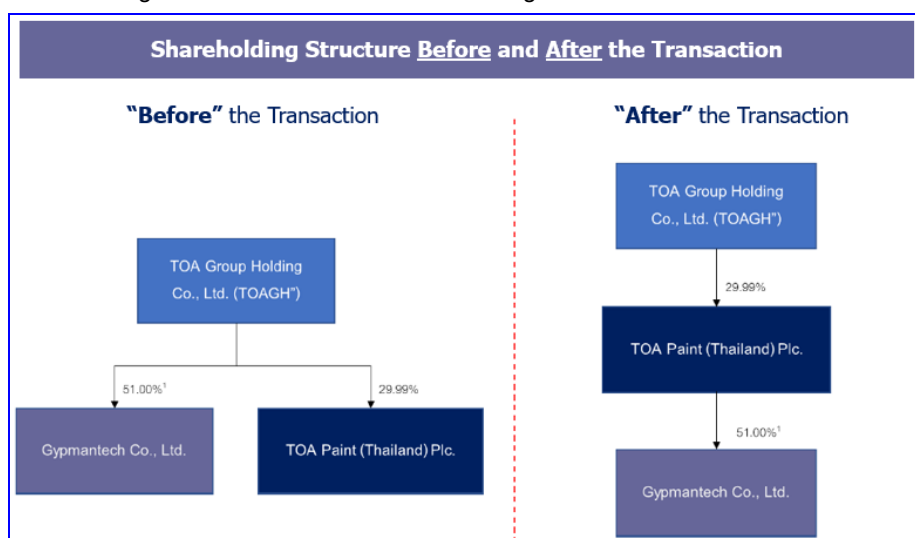 Shareholding Structure Before and After the Transaction
“Before” the Transaction
TOA Group Holding
Co., Ltd. (TOAGH”)
51.00%¹
29.99%
Gypmantech Co., Ltd.
TOA Paint (Thailand) Plc.
“After” the Transaction
TOA Group Holding
Co., Ltd. (TOAGH”)
29.99%
TOA Paint (Thailand) Plc.
51.00%¹
Gypmantech Co., Ltd.